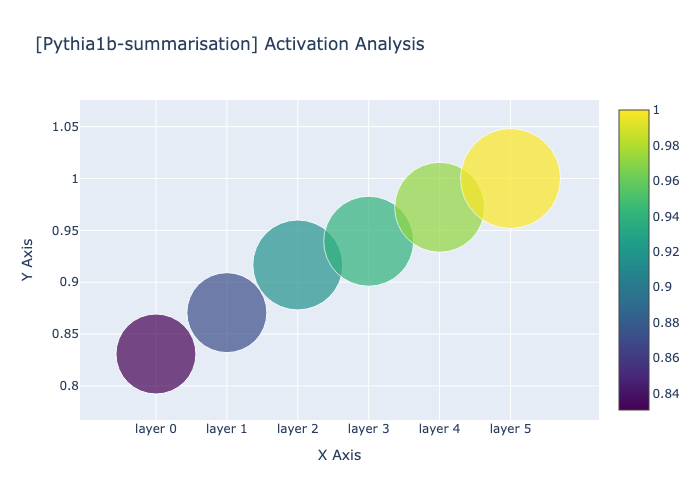 [Pythia1b-summarisation] Activation Analysis
1.05
1
0.95
0.9
0.85
0.8
Y Axis
layer 0
layer 1
layer 2
layer 3
layer 4
layer 5
X Axis
1
0.98
0.96
0.94
0.92
0.9
0.88
0.86
0.84